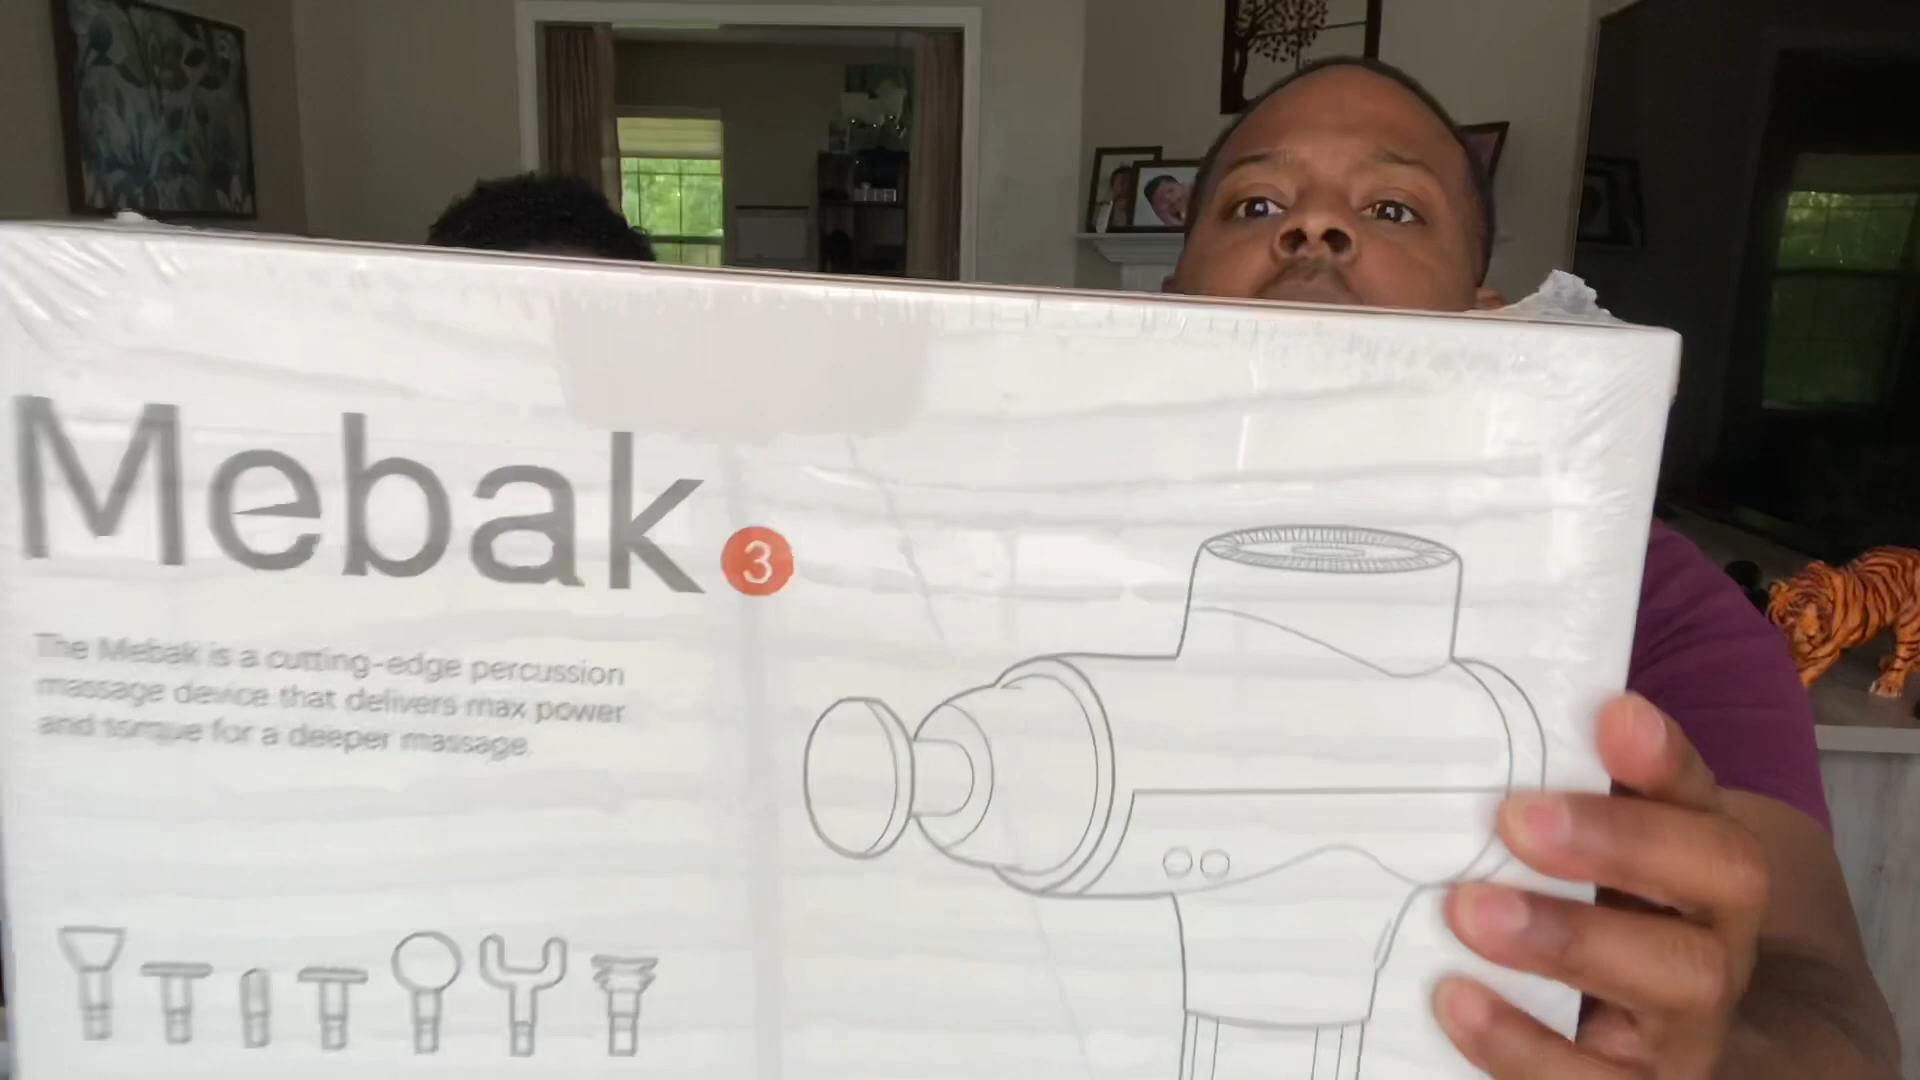 Mebak 3
The Mebak is a cutting-edge percussion
massage device that delivers max power
and torque for a deeper massage.